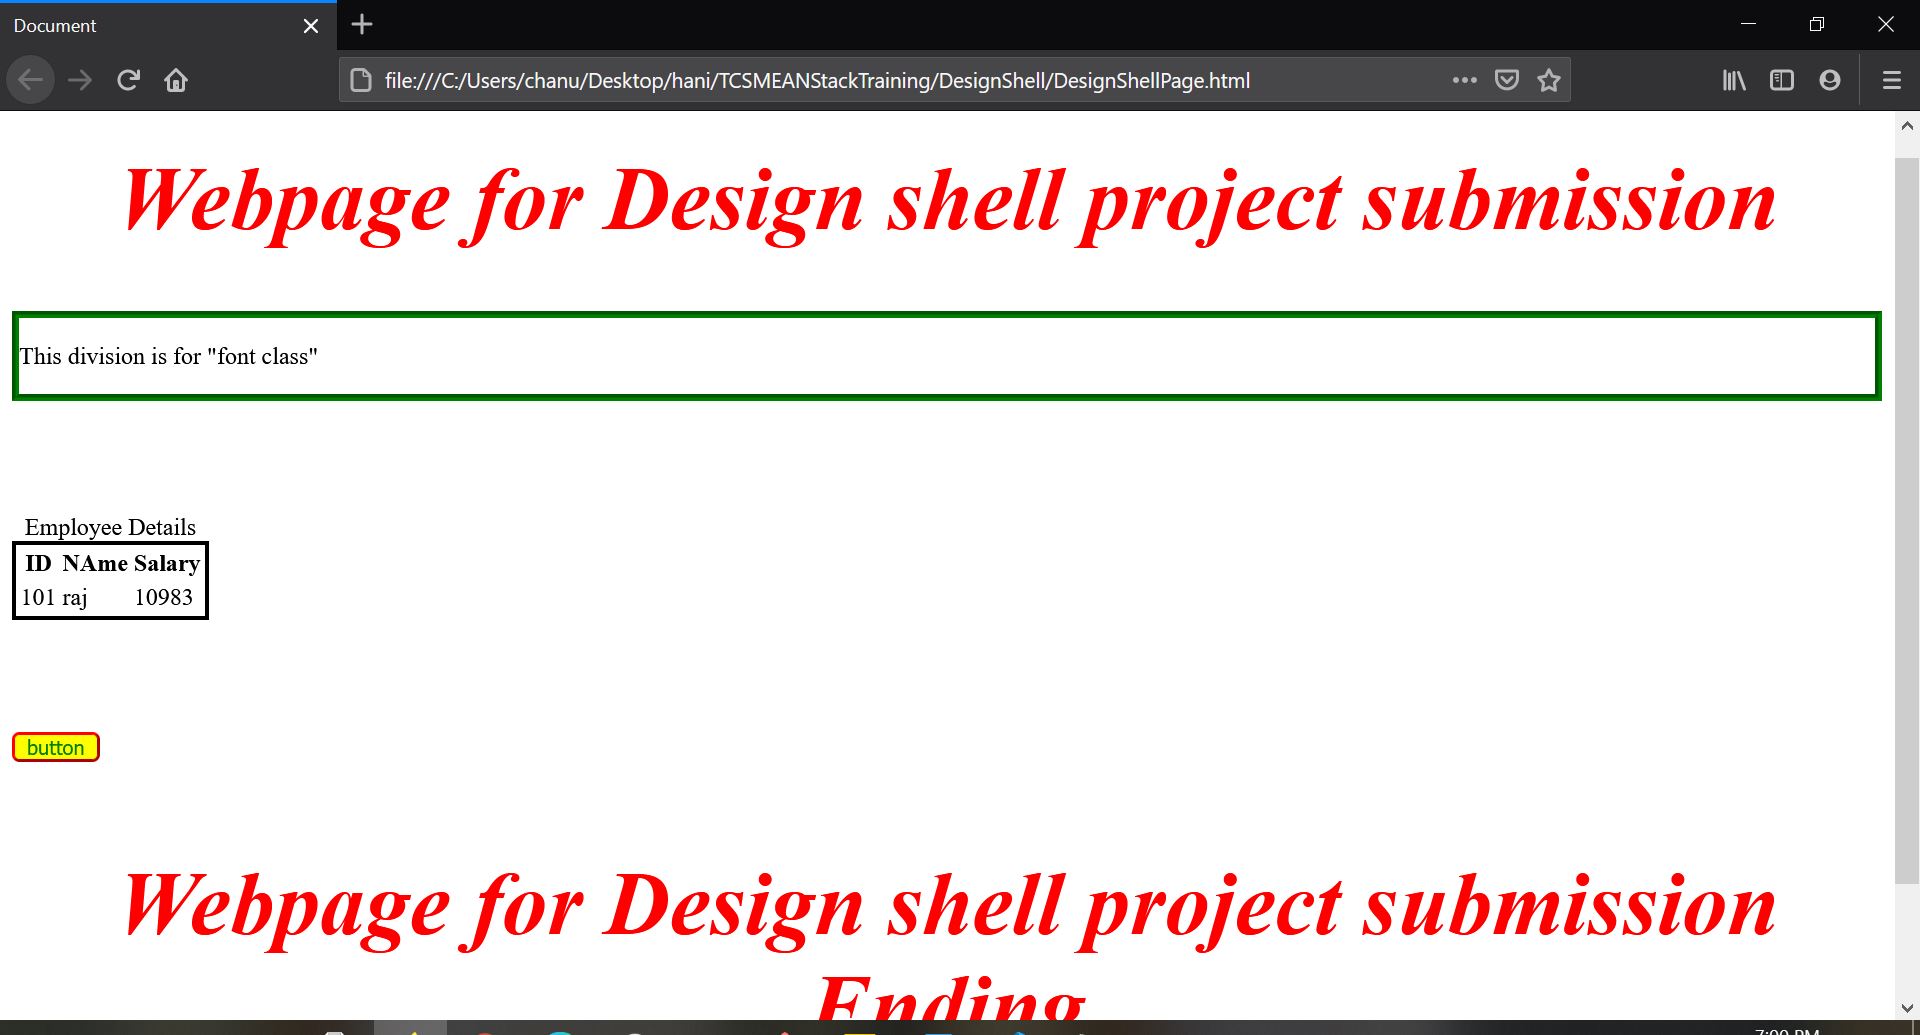 Document
file:///C:/Users/chanu/Desktop/hani/TCSMEANStackTraining/DesignShell/DesignShellPage.html
Webpage for Design shell project submission
This division is for "font class"
Employee Details
ID NAme Salary
101 raj 10983
button
Webpage for Design shell project submission
Ending